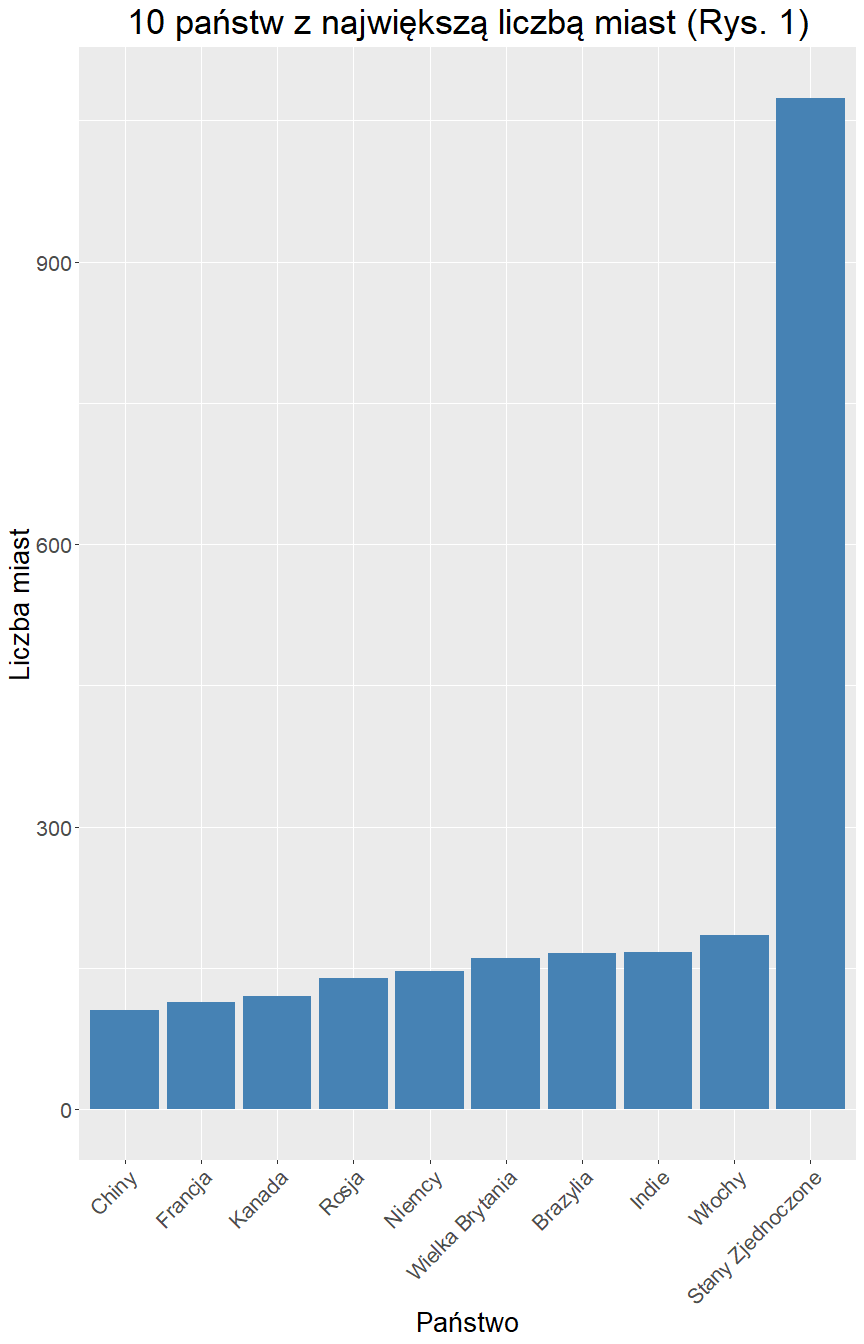 10 państw z największą liczbą miast (Rys. 1)
Liczba miast
900
600
300
0
Chiny
Francja
Kanada
Rosja
Niemcy
Wielka Brytania
Brazylia
Indie
Włochy
Stany Zjednoczone
Państwo